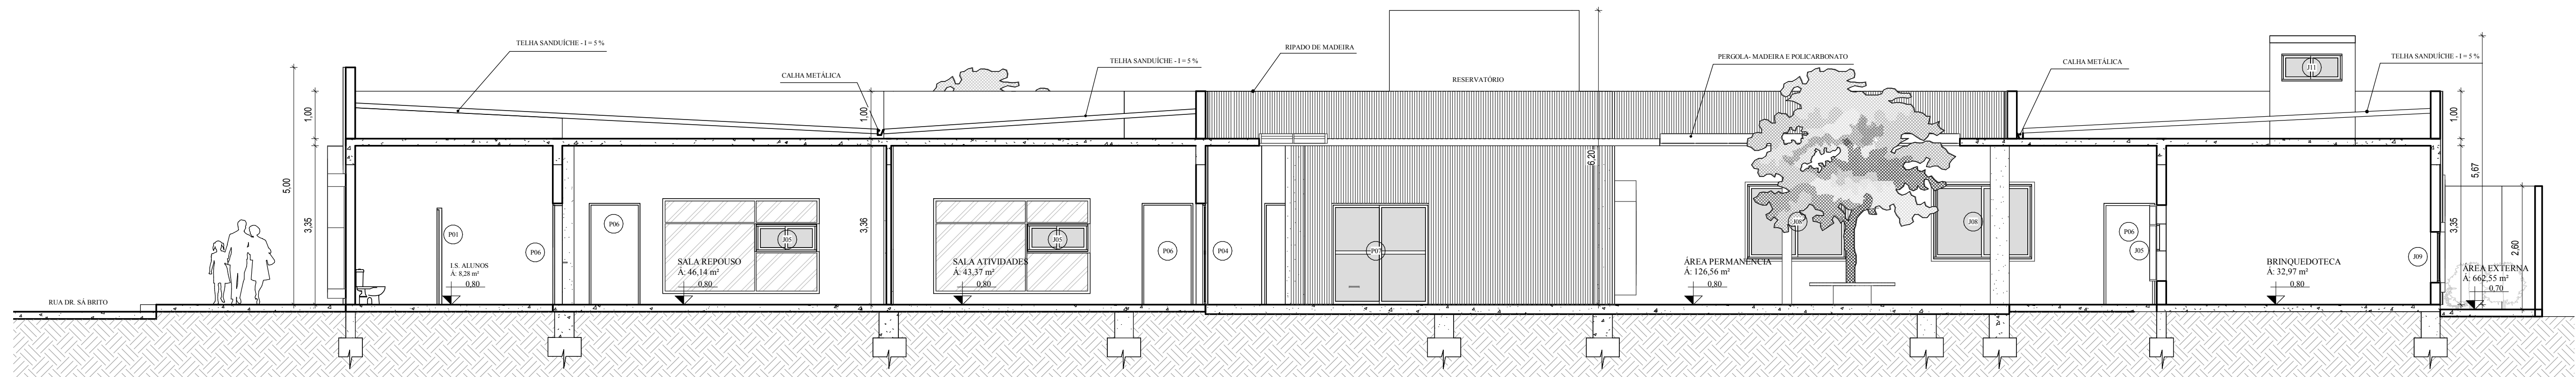 TELHA SANDUÍCHE - I = 5 %
CALHA METÁLICA
TELHA SANDUÍCHE - I = 5 %
RIPADO DE MADEIRA
RESERVATÓRIO
PERGOLA- MADEIRA E POLICARBONATO
CALHA METÁLICA
J11
TELHA SANDUÍCHE - I = 5 %
5,00
1,00
3,35
1,00
3,36
6,20
1,00
3,35
5,67
2,60
RUA DR. SÁ BRITO
P01
I.S. ALUNOS
Á: 8,28 m²
0,80
P06
P06
SALA REPOUSO
Á: 46,14 m²
0,80
J05
SALA ATIVIDADES
Á: 43,37 m²
0,80
J05
P06
P04
P07
ÁREA PERMANÊNCIA
Á: 126,56 m²
0,80
J08
J08
P06
J05
BRINQUEDOTECA
Á: 32,97 m²
0,80
J09
ÁREA EXTERNA
Á: 662,55 m²
0,70